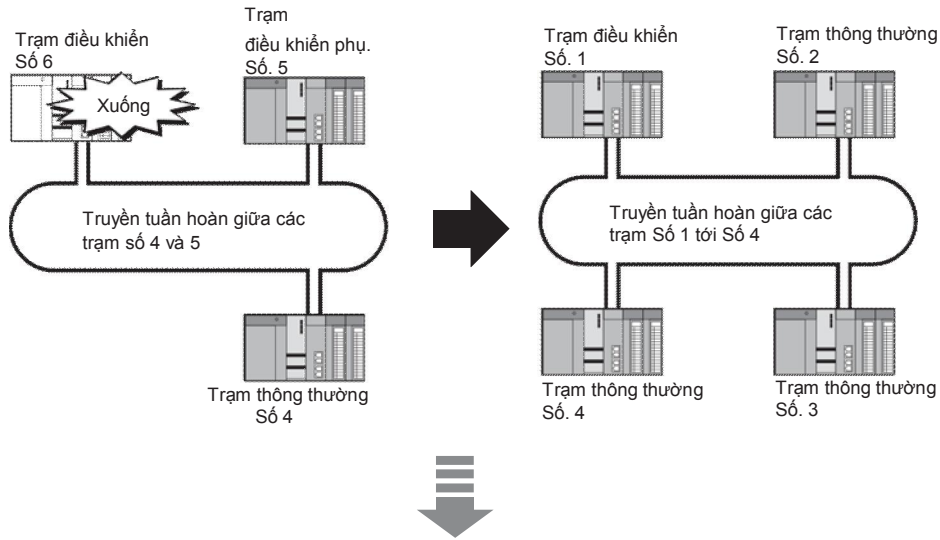 Trạm điều khiển
Số 6
Xuống
Trạm
điều khiển phụ.
Số. 5
Truyền tuần hoàn giữa các
trạm số 4 và 5
Trạm thông thường
Số 4
Trạm điều khiển
Số. 1
Trạm thông thường
Số. 2
Truyền tuần hoàn giữa các
trạm Số 1 tới Số 4
Trạm thông thường
Số. 4
Trạm thông thường
Số. 3